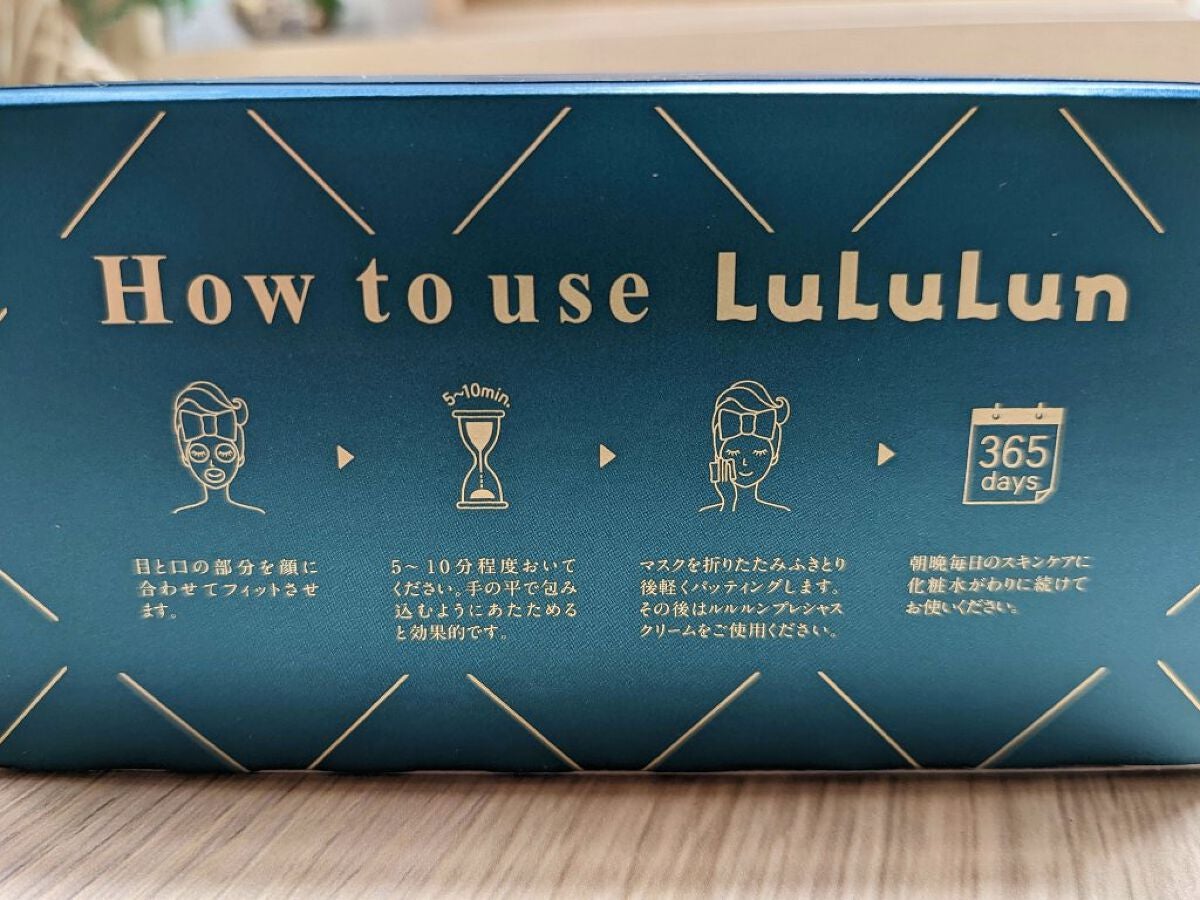 How to use LuLuLun
5~10min.
365
days
目と口の部分を顔に
合わせてフィットさせ
ます。
5～10分程度おいて
ください。手の平で包み
込むようにあたためる
と効果的です。
マスクを折りたたみふきとり
後軽くパッティングします。
その後はルルルンプレシャス
クリームをご使用ください。
朝晩毎日のスキンケアに
化粧水がわりに続けて
お使いください。